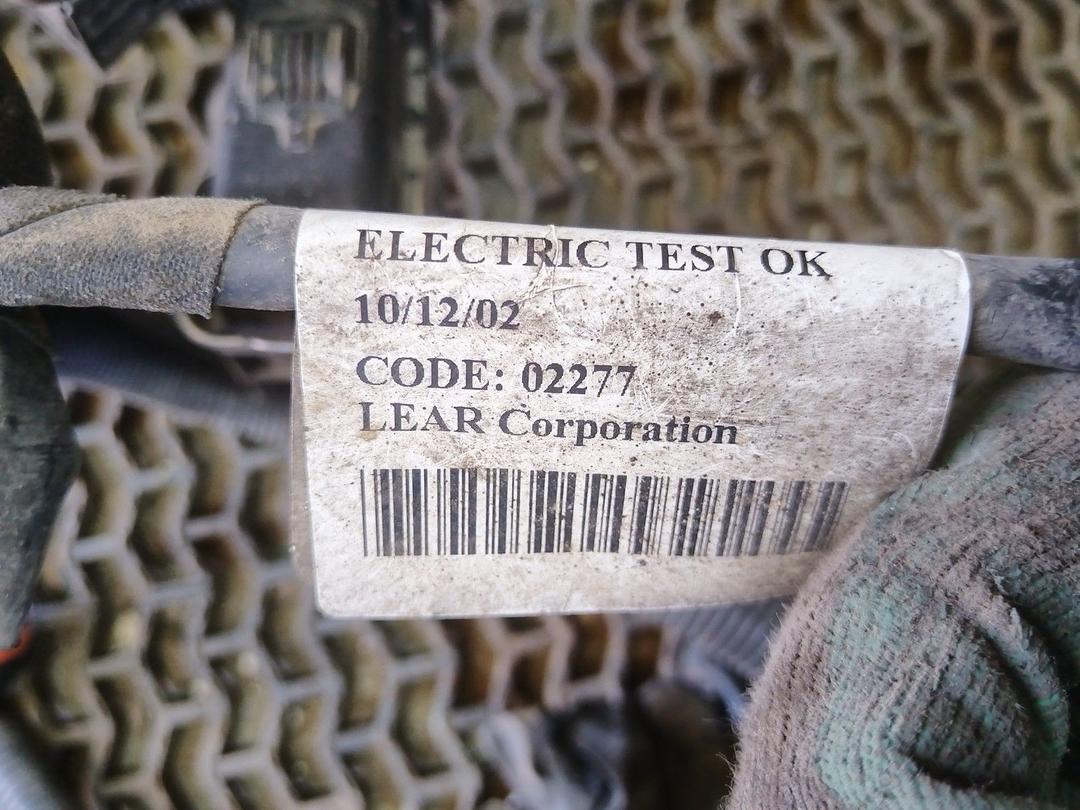 ELECTRIC TEST OK
10/12/02
CODE: 02277
LEAR Corporation